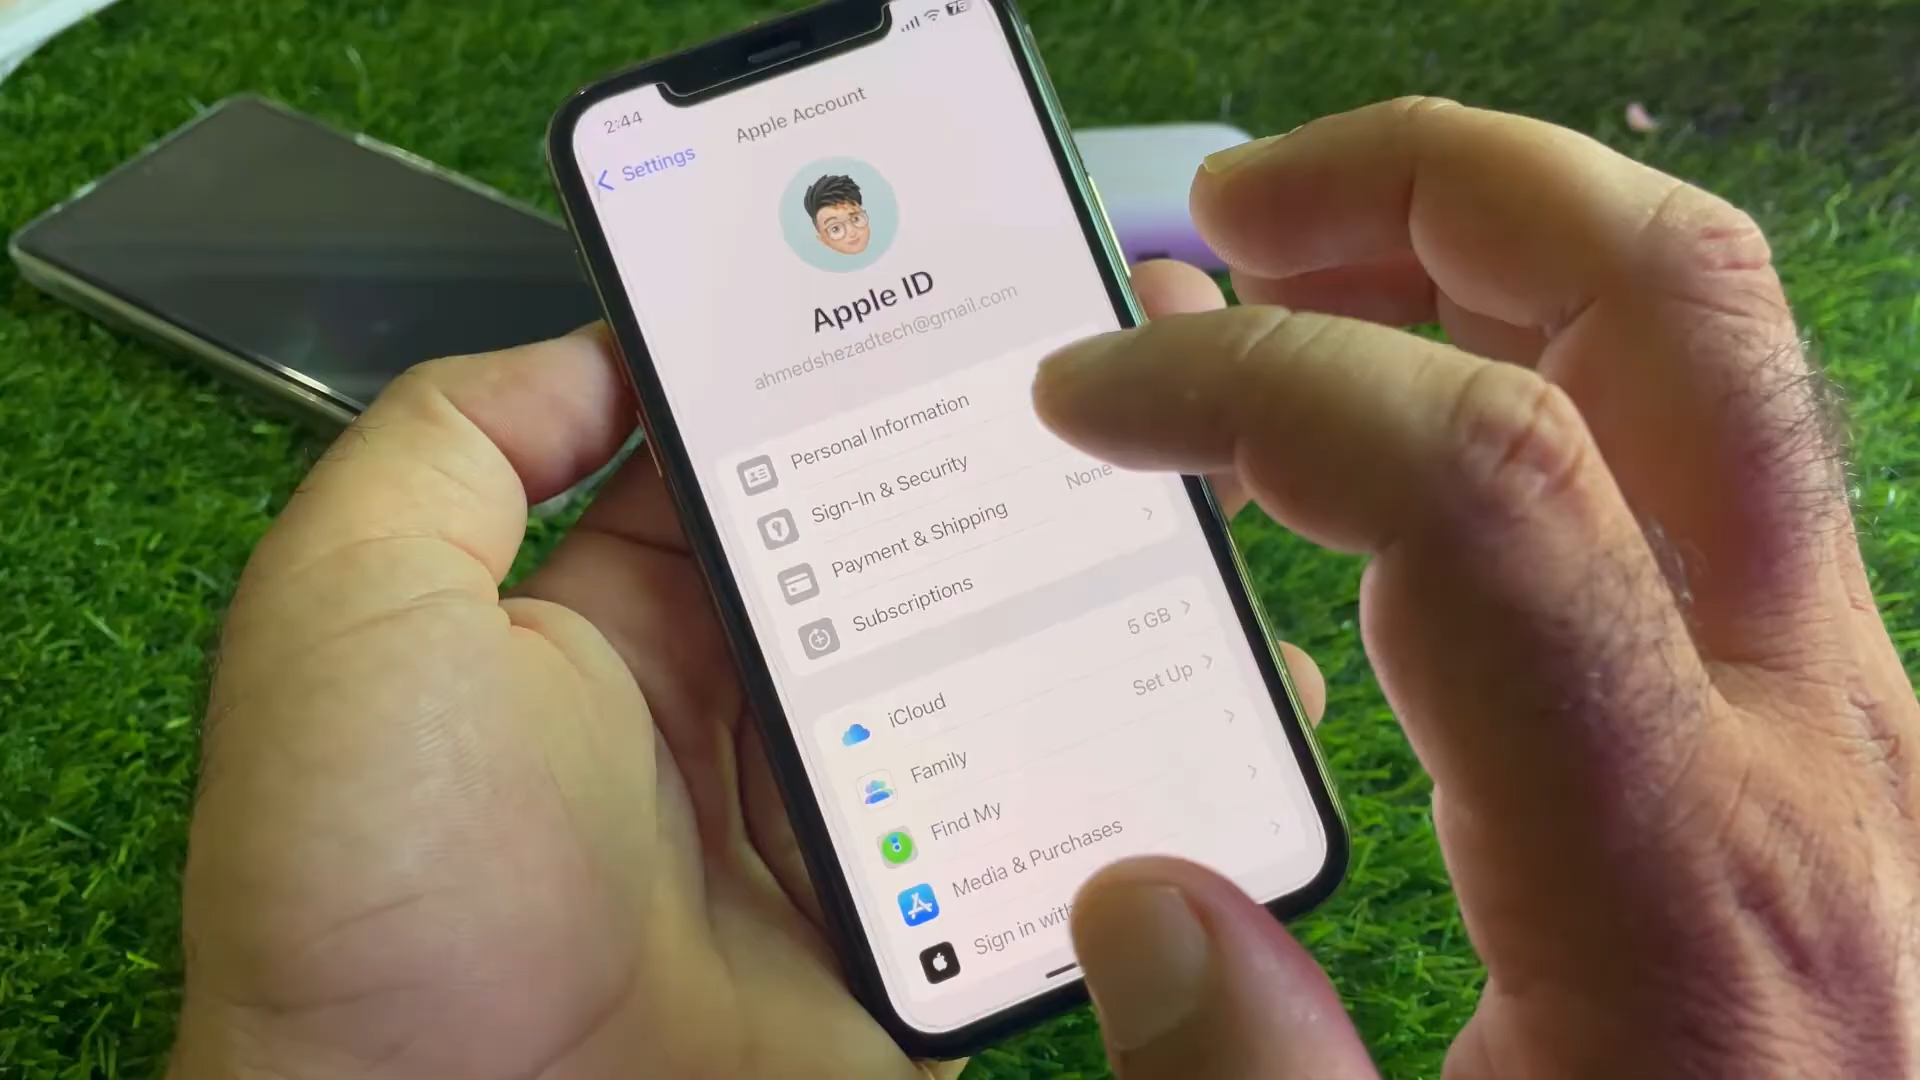 2:44
75
Apple Account
Settings
Apple ID
ahmedshezadtech@gmail.com
Personal Information
Sign-In & Security
Payment & Shipping None
Subscriptions
iCloud 5 GB
Family Set Up
Find My
Media & Purchases
Sign in with